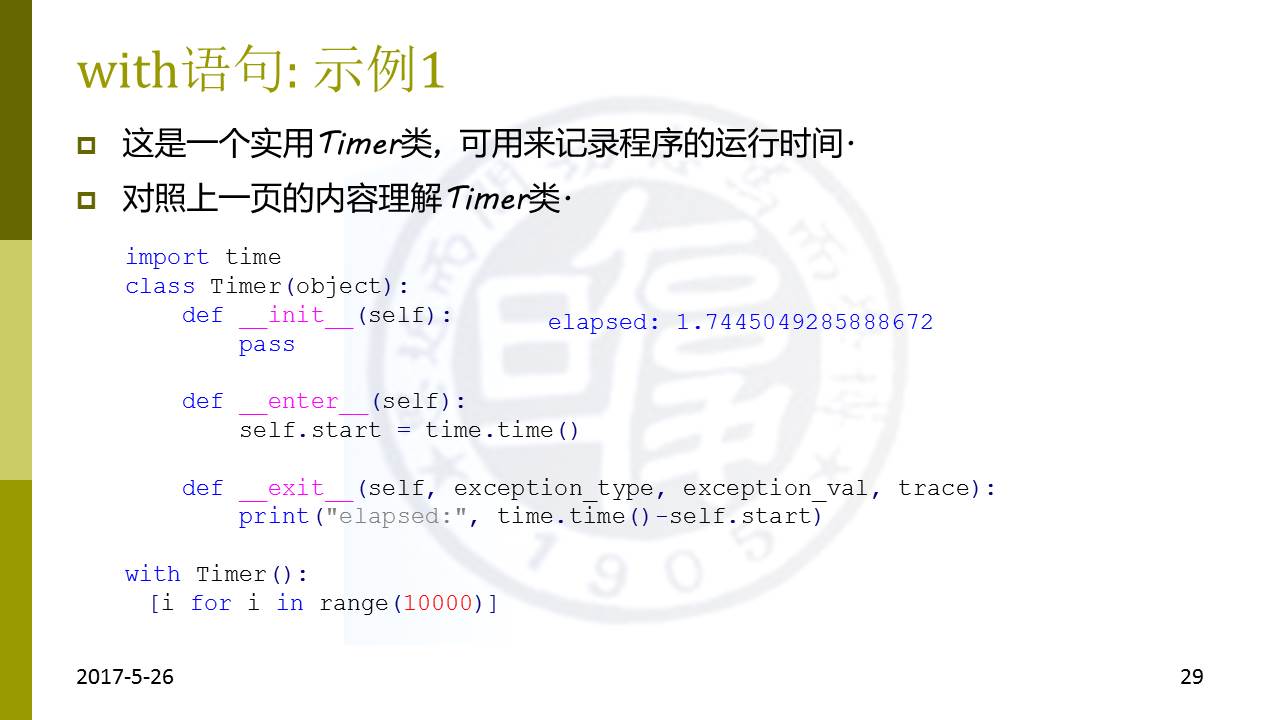 with语句: 示例1
这是一个实用Timer类，可用来记录程序的运行时间.
对照上一页的内容理解Timer类.
import time
class Timer(object):
    def __init__(self):
        pass
elapsed: 1.7445049285888672
    def __enter__(self):
        self.start = time.time()
    def __exit__(self, exception_type, exception_val, trace):
        print("elapsed:", time.time()-self.start)
with Timer():
  [i for i in range(10000)]
1905
2017-5-26
29